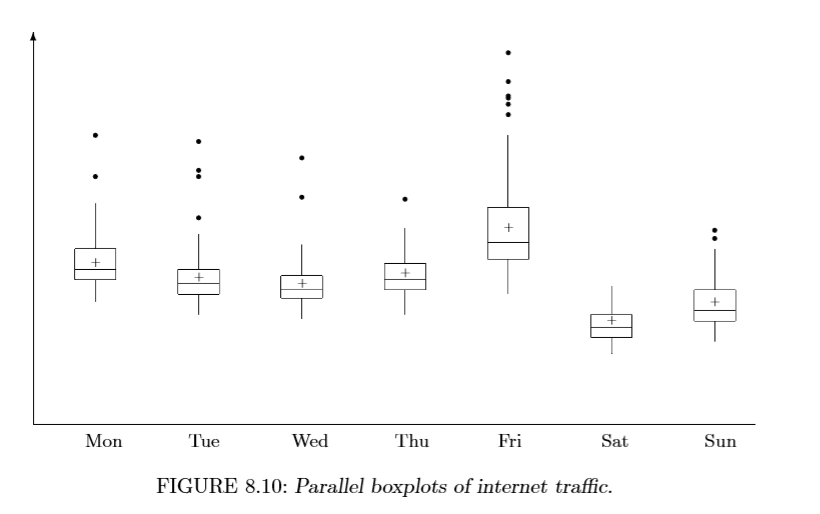 Mon Tue Wed Thu Fri Sat Sun
FIGURE 8.10: Parallel boxplots of internet traffic.